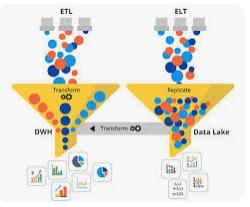 ETL
ELT
Transform
Replicate
DWH
Transform
Data Lake